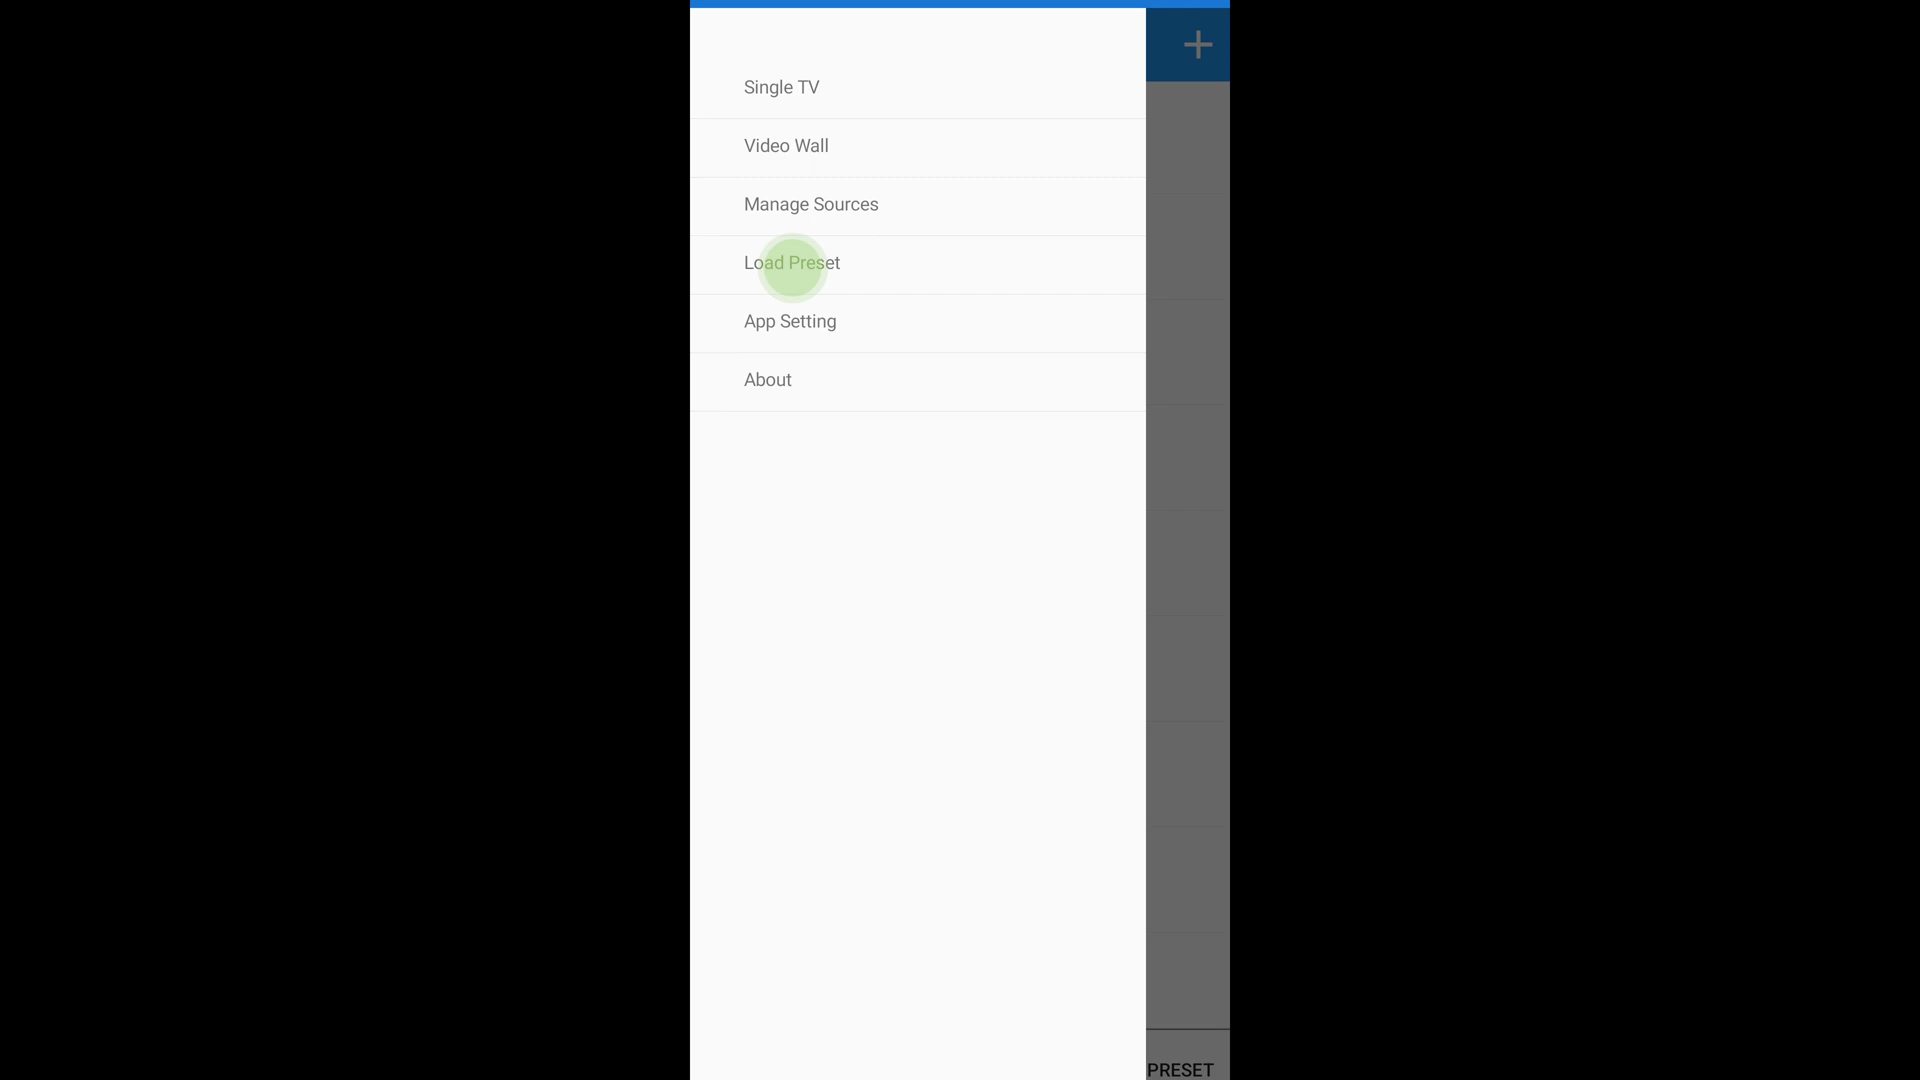 Single TV
Video Wall
Manage Sources
Load Preset
App Setting
About
PRESET